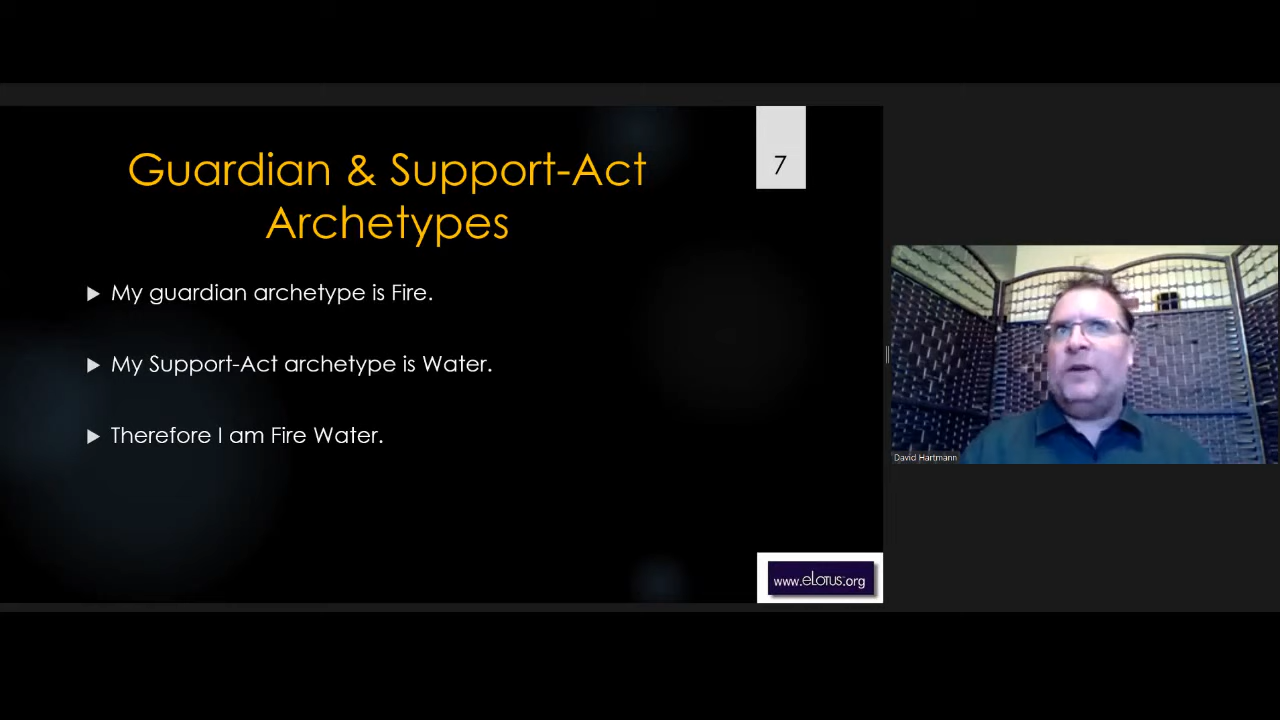 Guardian & Support-Act
Archetypes
7
My guardian archetype is Fire.
My Support-Act archetype is Water.
Therefore I am Fire Water.
David Hartmann
www.eLotus.org